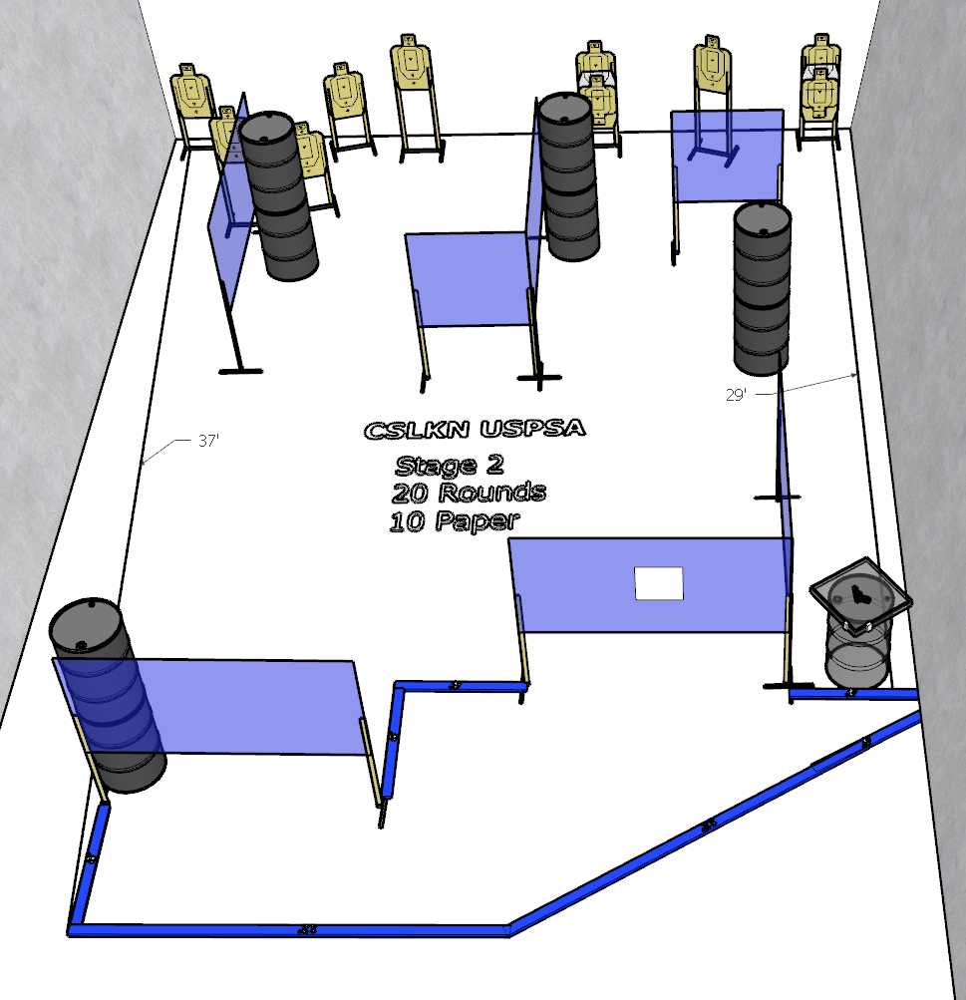 29'
37'
CSLKN USPSA
Stage 2
20 Rounds
10 Paper